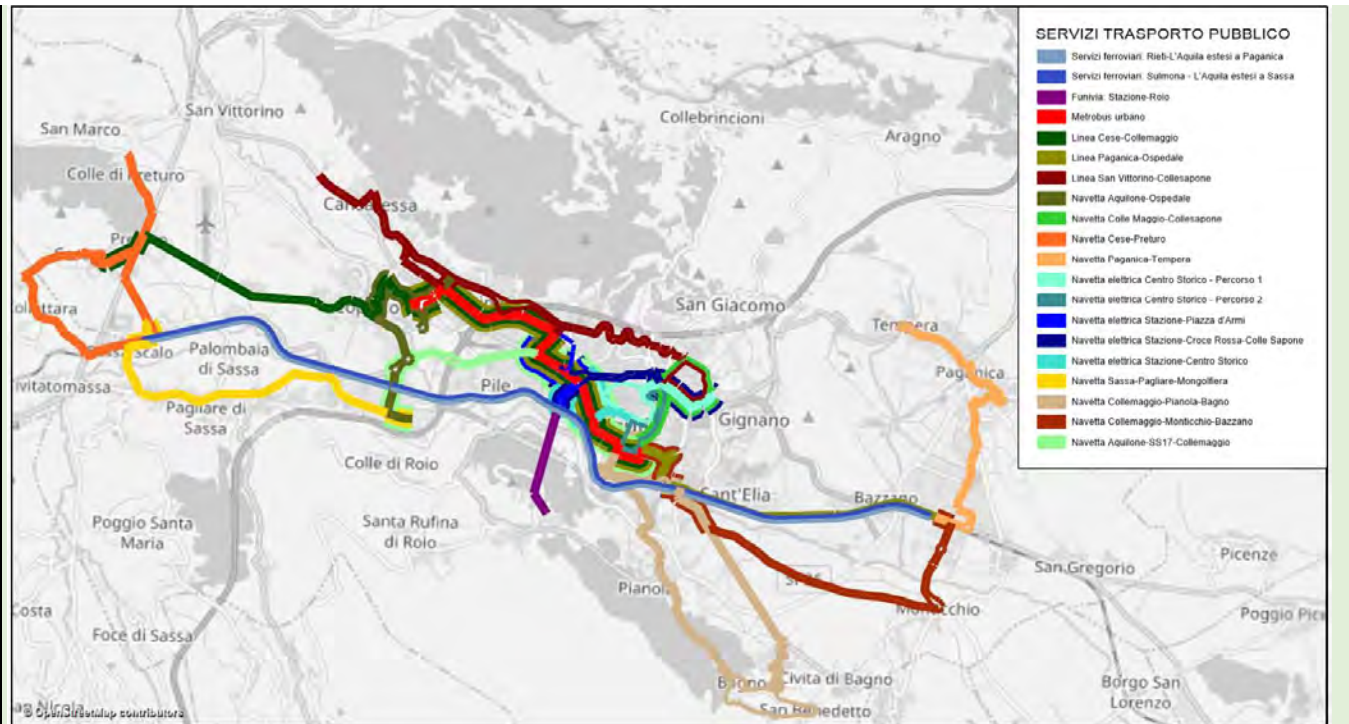 SERVIZI TRASPORTO PUBBLICO
Servizi ferroviari: Rieti-L'Aquila estesi a Paganica
Servizi ferroviari: Sulmona - L'Aquila estesi a Sassa
Funivia: Stazione-Roio
Metrobus urbano
Linea Cese-Collemaggio
Linea Paganica-Ospedale
Linea San Vittorino-Collesapone
Navetta Aquilone-Ospedale
Navetta Colle Maggio-Collesapone
Navetta Cese-Preturo
Navetta Paganica-Tempera
Navetta elettrica Centro Storico - Percorso 1
Navetta elettrica Centro Storico - Percorso 2
Navetta elettrica Stazione-Piazza d'Armi
Navetta elettrica Stazione-Croce Rossa-Colle Sapone
Navetta elettrica Stazione-Centro Storico
Navetta Sassa-Pagliare-Mongolfiera
Navetta Collemaggio-Pianola-Bagno
Navetta Collemaggio-Monticchio-Bazzano
Navetta Aquilone-SS17-Collemaggio
San Vittorino
Collebrincioni
San Marco
Aragno
Colle di Preturo
San Giacomo
Tempera
Palombaia
di Sassa
Paganica
Pile
Pagliare di
Sassa
Gignano
Colle di Roio
Sant'Elia
Bazzano
Poggio Santa
Maria
Santa Rufina
di Roio
Picenze
San Gregorio
Pianola
Monticchio
Foce di Sassa
Bagno
Civita di Bagno
San Benedetto
Borgo San
Lorenzo
© OpenStreetMap contributors